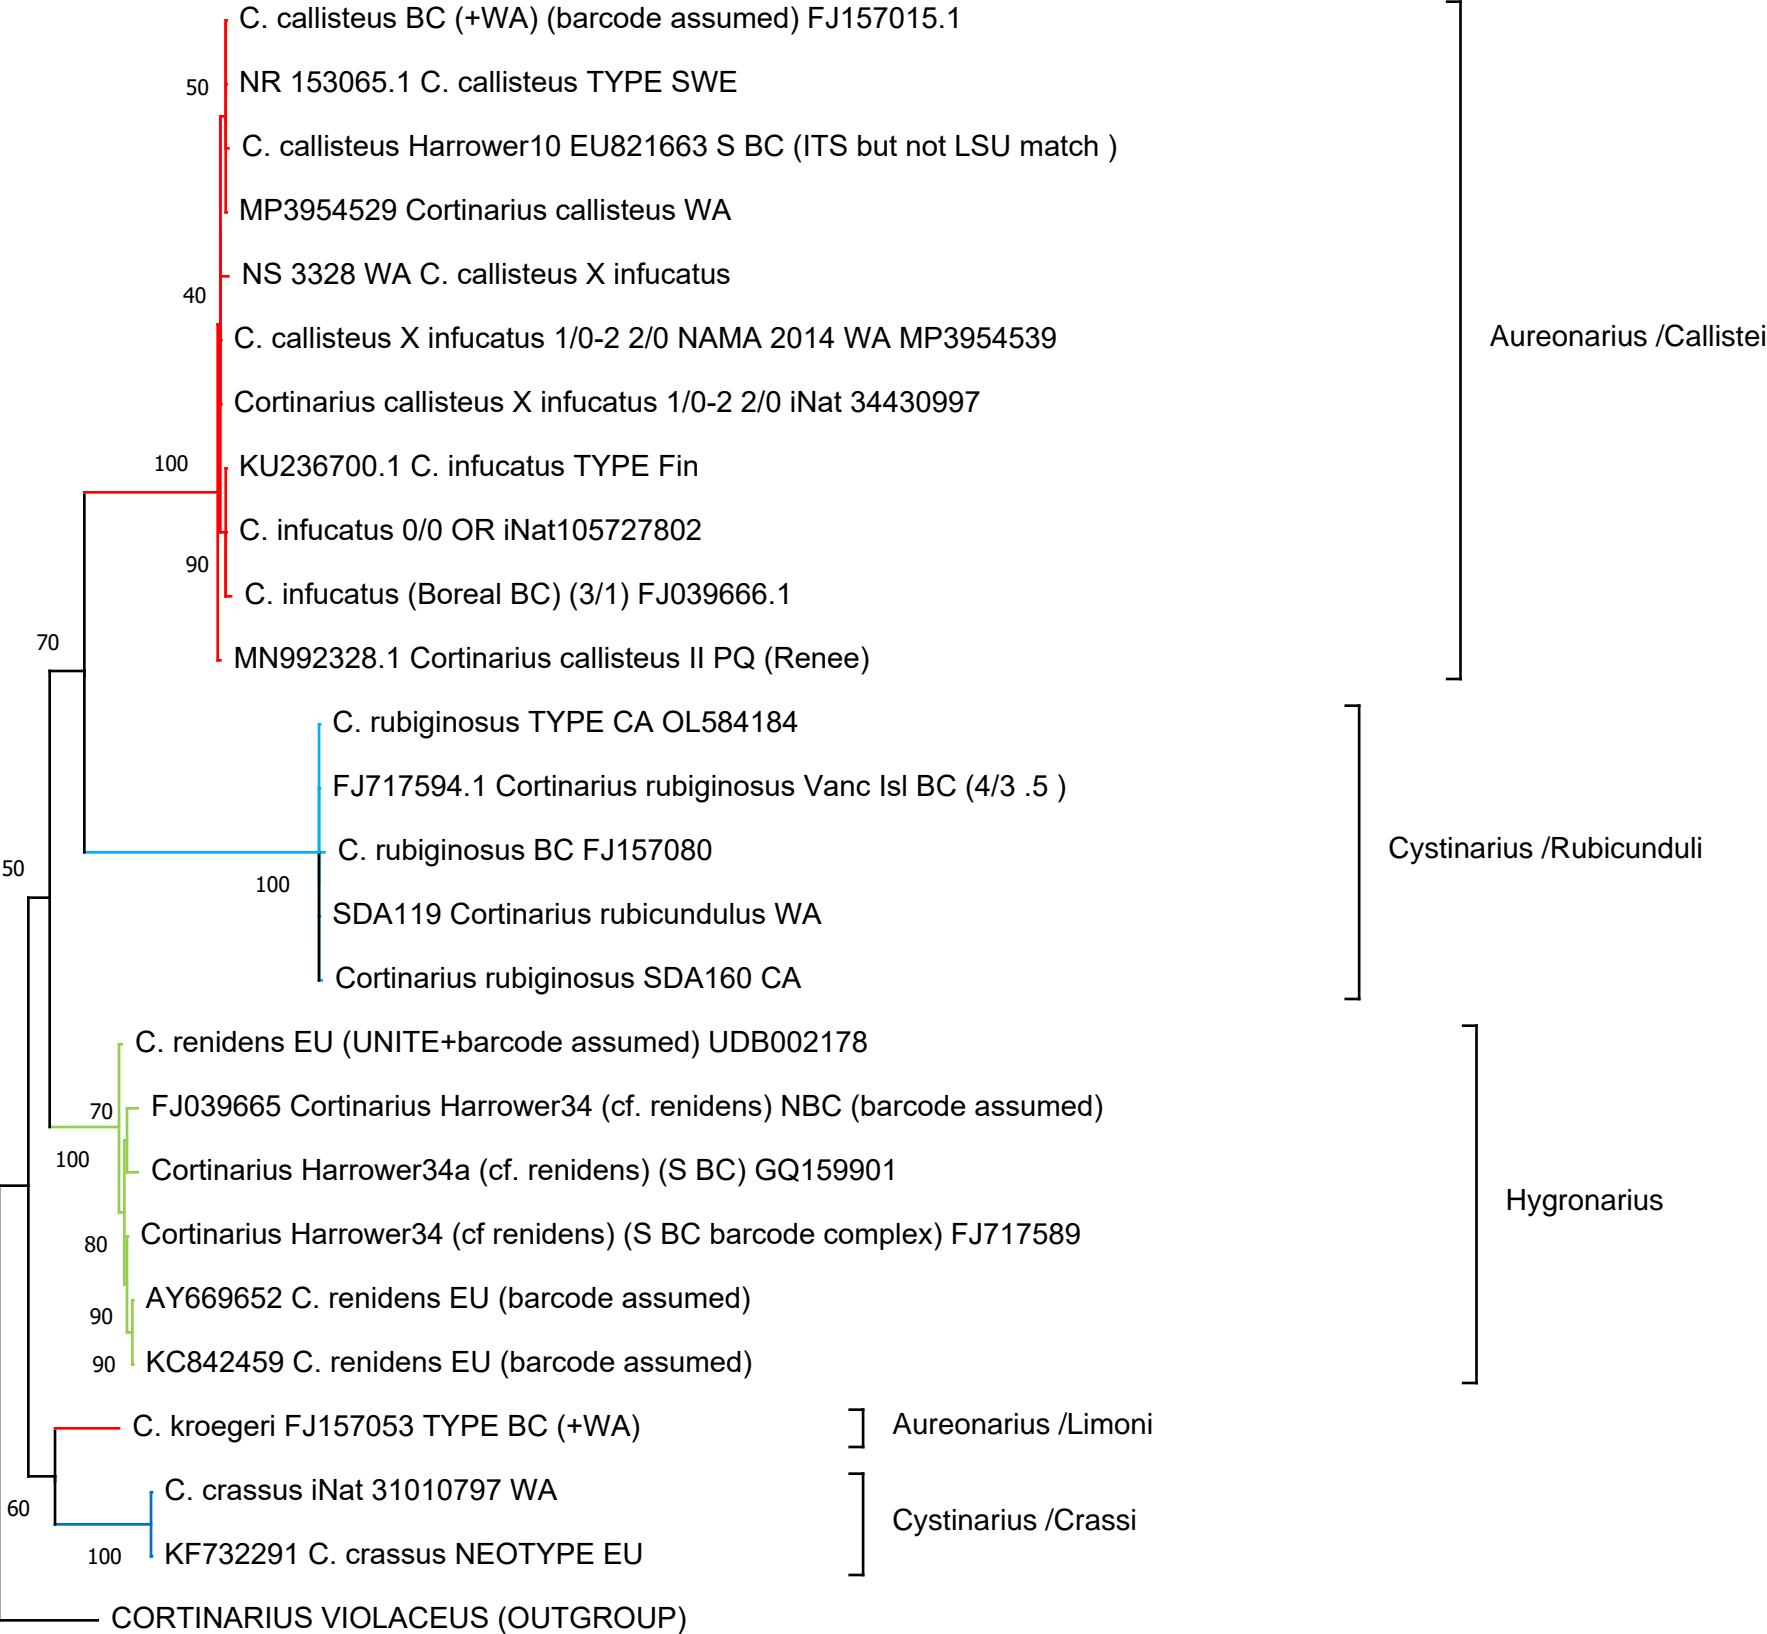 C. callisteus BC (+WA) (barcode assumed) FJ157015.1
50
NR 153065.1 C. callisteus TYPE SWE
C. callisteus Harrower10 EU821663 S BC (ITS but not LSU match )
MP3954529 Cortinarius callisteus WA
NS 3328 WA C. callisteus X infucatus
40
C. callisteus X infucatus 1/0-2 2/0 NAMA 2014 WA MP3954539
Aureonarius /Callistei
Cortinarius callisteus X infucatus 1/0-2 2/0 iNat 34430997
100
KU236700.1 C. infucatus TYPE Fin
C. infucatus 0/0 OR iNat105727802
90
C. infucatus (Boreal BC) (3/1) FJ039666.1
70
MN992328.1 Cortinarius callisteus II PQ (Renee)
C. rubiginosus TYPE CA OL584184
FJ717594.1 Cortinarius rubiginosus Vanc Isl BC (4/3 .5 )
C. rubiginosus BC FJ157080
Cystinarius /Rubicunduli
50
100
SDA119 Cortinarius rubicundulus WA
Cortinarius rubiginosus SDA160 CA
C. renidens EU (UNITE+barcode assumed) UDB002178
70
FJ039665 Cortinarius Harrower34 (cf. renidens) NBC (barcode assumed)
100
Cortinarius Harrower34a (cf. renidens) (S BC) GQ159901
Hygronarius
80
Cortinarius Harrower34 (cf renidens) (S BC barcode complex) FJ717589
AY669652 C. renidens EU (barcode assumed)
90
90
KC842459 C. renidens EU (barcode assumed)
C. kroegeri FJ157053 TYPE BC (+WA)
Aureonarius /Limoni
C. crassus iNat 31010797 WA
60
Cystinarius /Crassi
100
KF732291 C. crassus NEOTYPE EU
CORTINARIUS VIOLACEUS (OUTGROUP)